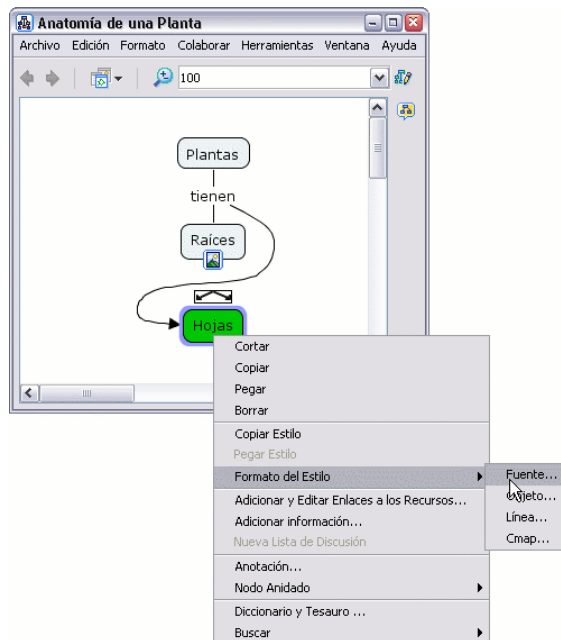 Anatomía de una Planta
Archivo Edición Formato Colaborar Herramientas Ventana Ayuda
100
Plantas
tienen
Raíces
Hojas
Cortar
Copiar
Pegar
Borrar
Copiar Estilo
Pegar Estilo
Formato del Estilo
Fuente...
Objeto...
Línea...
Cmap...
Adicionar y Editar Enlaces a los Recursos...
Adicionar información...
Nueva Lista de Discusión
Anotación...
Nodo Anidado
Diccionario y Tesauro ...
Buscar